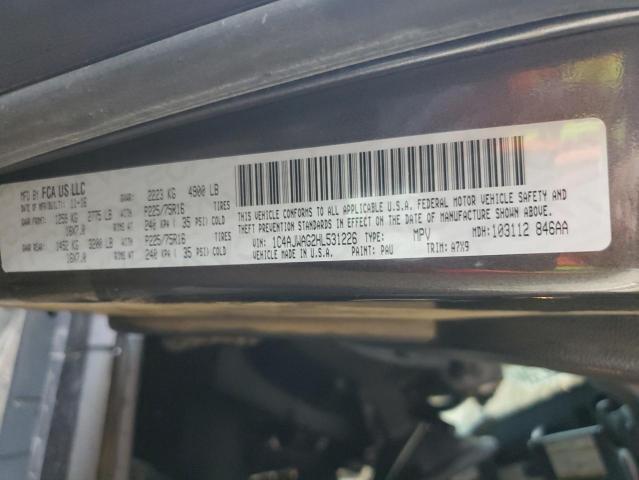 MFD BY FCA US LLC
DATE OF MFR 11-16 GVWR: 2223 KG 4900 LB
GAWR FRONT 1256 KG 2775 LB WITH P225/75R16 TIRES
16X7.0 RIMS AT 240 KPA ( 35 PSI) COLD
GAWR REAR 1452 KG 3200 LB WITH P225/75R16 TIRES
16X7.0 RIMS AT 240 KPA ( 35 PSI) COLD
THIS VEHICLE CONFORMS TO ALL APPLICABLE U.S.A. FEDERAL MOTOR VEHICLE SAFETY AND
THEFT PREVENTION STANDARDS IN EFFECT ON THE DATE OF MANUFACTURE SHOWN ABOVE.
VIN: 1C4AJWAG2HL531226 TYPE: MPV MDH: 103112 846AA
VEHICLE MADE IN U.S.A. PAINT: PAU TRIM: A7X9